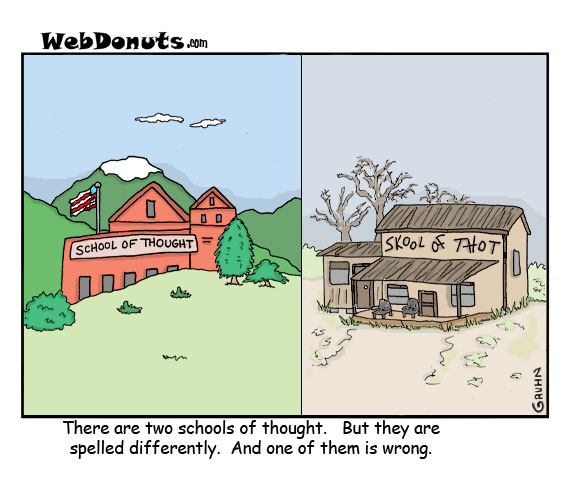 WebDonuts.com
SCHOOL OF THOUGHT
SKOOL OF THOT
GRUHN
There are two schools of thought. But they are
spelled differently. And one of them is wrong.